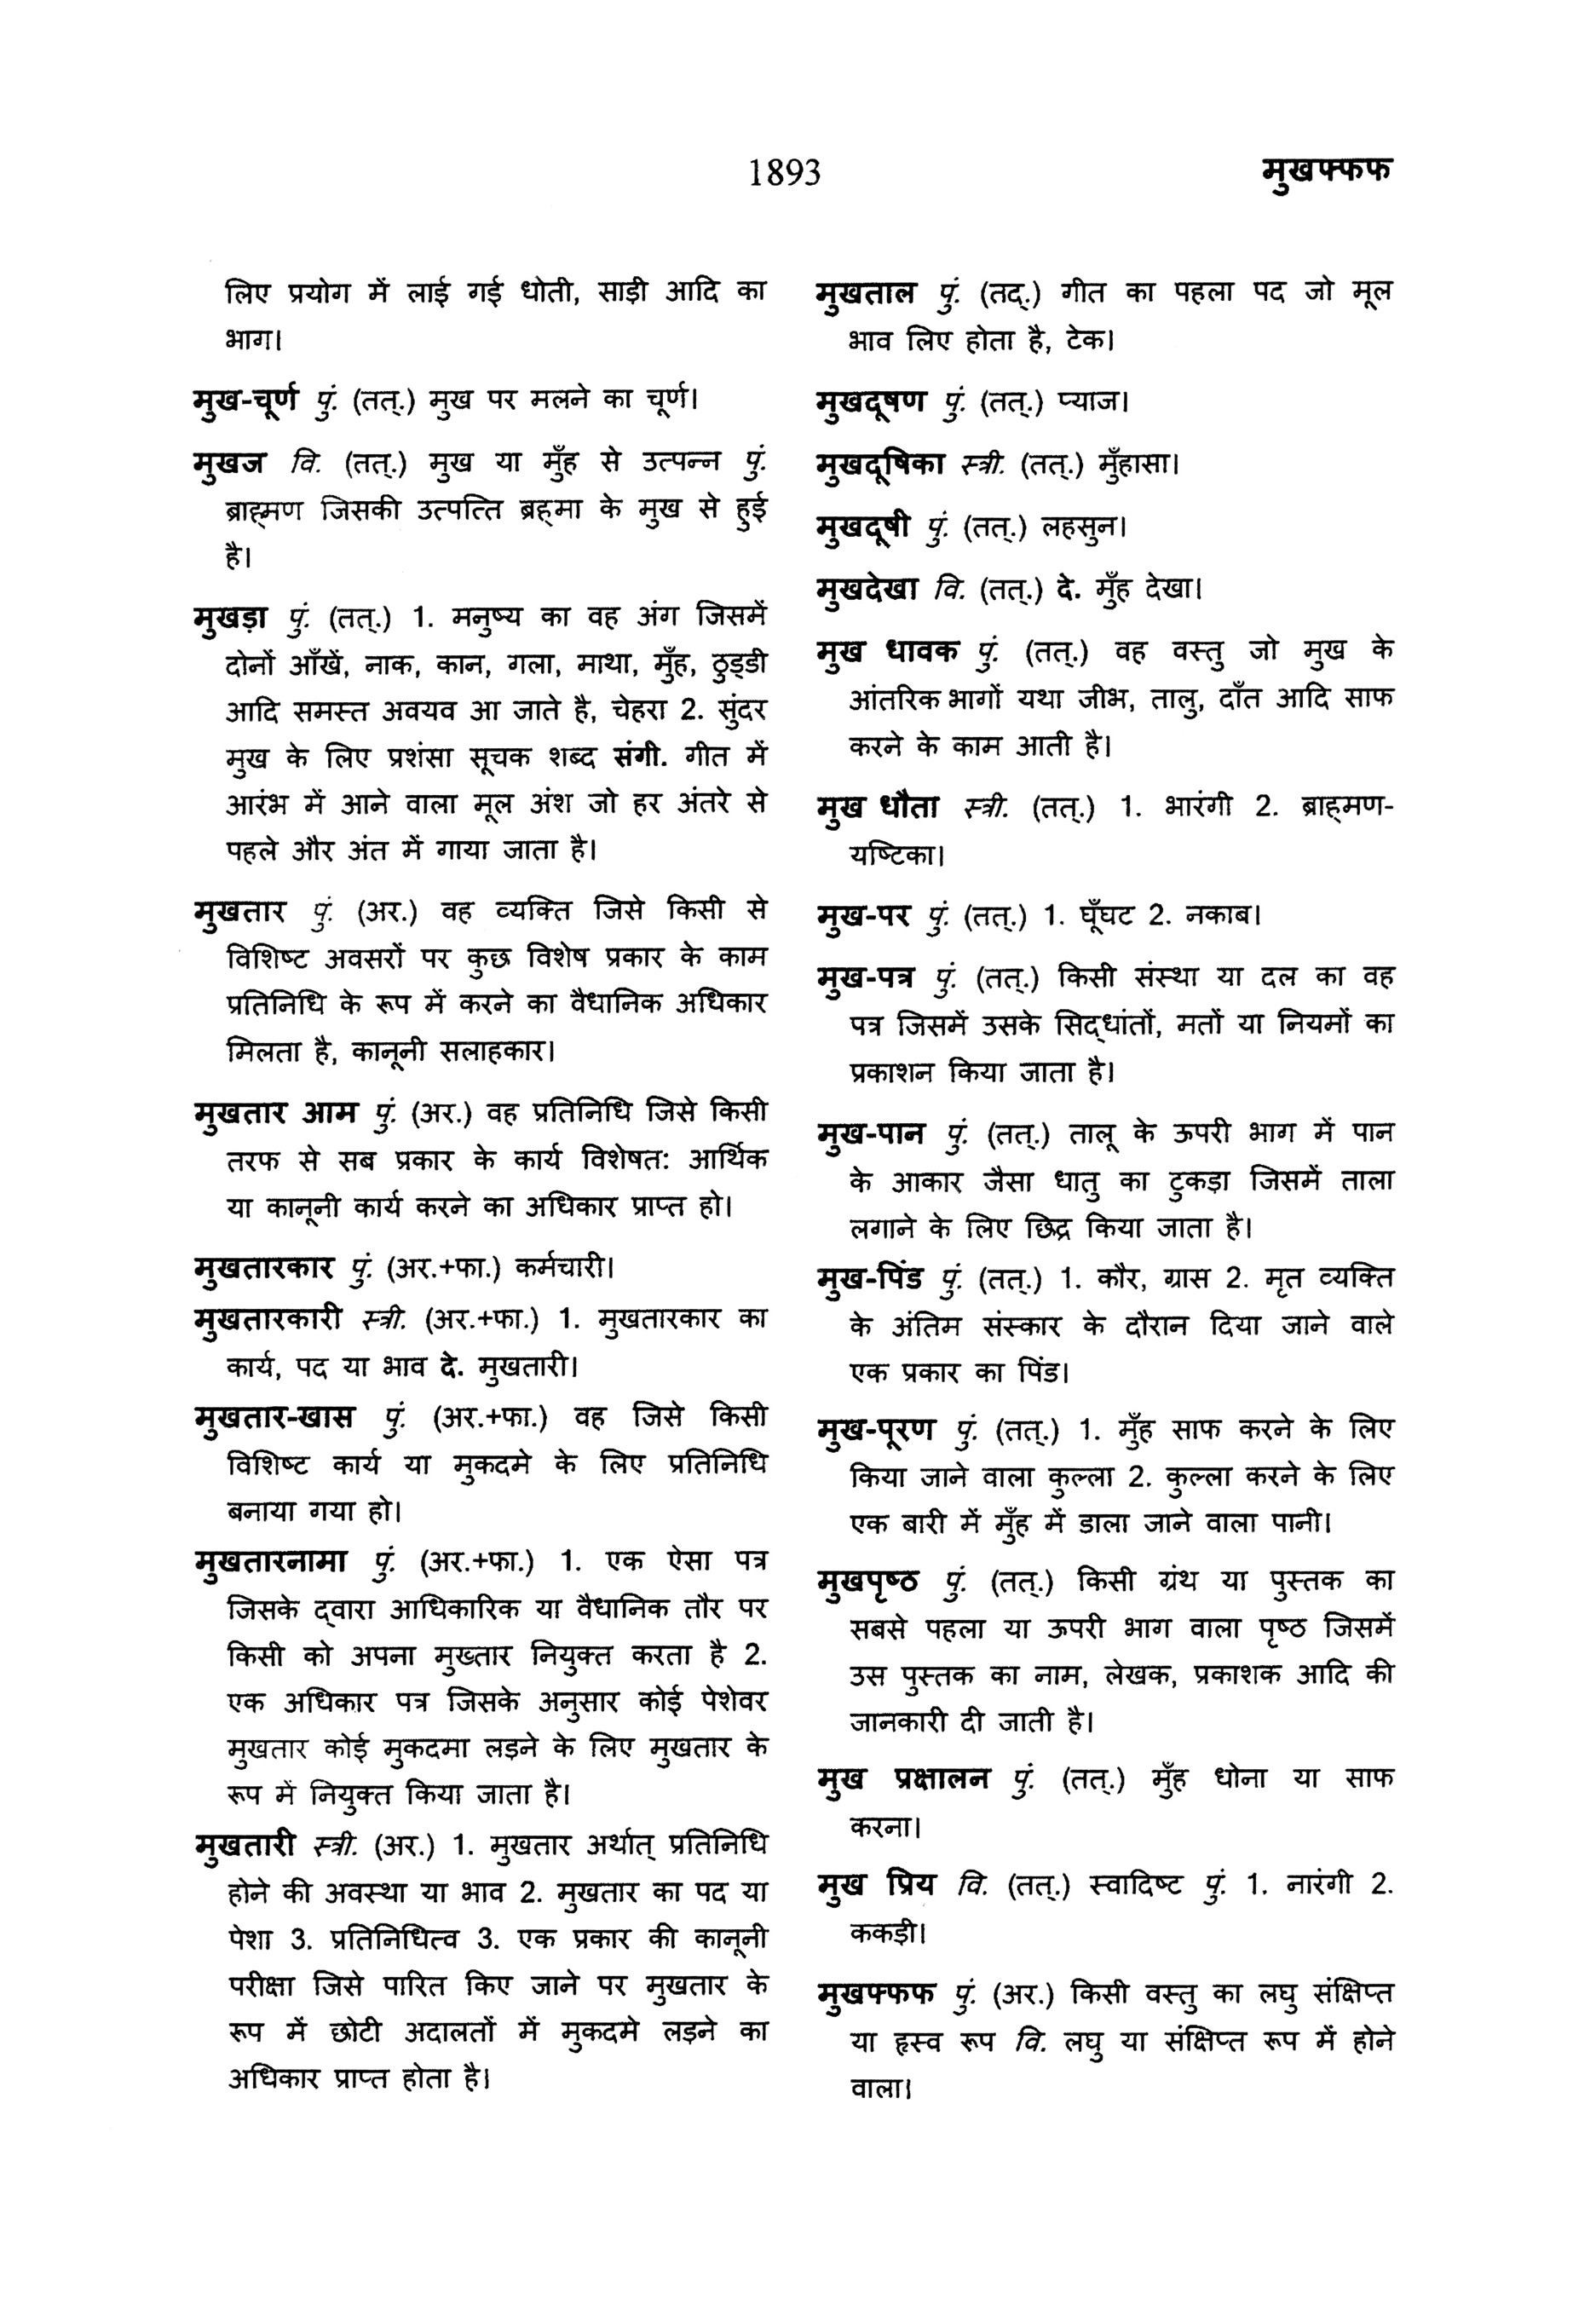 1893
मुखफ्फफ
लिए प्रयोग में लाई गई धोती, साड़ी आदि का
भाग।
मुख-चूर्ण पुं. (तत्.) मुख पर मलने का चूर्ण।
मुखज वि. (तत्.) मुख या मुँह से उत्पन्न पुं.
ब्राह्मण जिसकी उत्पत्ति ब्रह्मा के मुख से हुई
है।
मुखड़ा पुं. (तत्.) 1. मनुष्य का वह अंग जिसमें
दोनों आँखें, नाक, कान, गला, माथा, मुँह, ठुड्डी
आदि समस्त अवयव आ जाते है, चेहरा 2. सुंदर
मुख के लिए प्रशंसा सूचक शब्द संगी. गीत में
आरंभ में आने वाला मूल अंश जो हर अंतरे से
पहले और अंत में गाया जाता है।
मुखतार पुं. (अर.) वह व्यक्ति जिसे किसी से
विशिष्ट अवसरों पर कुछ विशेष प्रकार के काम
प्रतिनिधि के रूप में करने का वैधानिक अधिकार
मिलता है, कानूनी सलाहकार।
मुखतार आम पुं. (अर.) वह प्रतिनिधि जिसे किसी
तरफ से सब प्रकार के कार्य विशेषत: आर्थिक
या कानूनी कार्य करने का अधिकार प्राप्त हो।
मुखतारकार पुं. (अर.+फा.) कर्मचारी।
मुखतारकारी स्त्री. (अर.+फा.) 1. मुखतारकार का
कार्य, पद या भाव दे. मुखतारी।
मुखतार-खास पुं. (अर.+फा.) वह जिसे किसी
विशिष्ट कार्य या मुकदमे के लिए प्रतिनिधि
बनाया गया हो।
मुखतारनामा पुं. (अर.+फा.) 1. एक ऐसा पत्र
जिसके द्वारा आधिकारिक या वैधानिक तौर पर
किसी को अपना मुख्तार नियुक्त करता है 2.
एक अधिकार पत्र जिसके अनुसार कोई पेशेवर
मुखतार कोई मुकदमा लड़ने के लिए मुखतार के
रूप में नियुक्त किया जाता है।
मुखतारी स्त्री. (अर.) 1. मुखतार अर्थात् प्रतिनिधि
होने की अवस्था या भाव 2. मुखतार का पद या
पेशा 3. प्रतिनिधित्व 3. एक प्रकार की कानूनी
परीक्षा जिसे पारित किए जाने पर मुखतार के
रूप में छोटी अदालतों में मुकदमे लड़ने का
अधिकार प्राप्त होता है।
मुखताल पुं. (तद्.) गीत का पहला पद जो मूल
भाव लिए होता है, टेक।
मुखदूषण पुं. (तत्.) प्याज।
मुखदूषिका स्त्री. (तत्.) मुँहासा।
मुखदूषी पुं. (तत्.) लहसुन।
मुखदेखा वि. (तत्.) दे. मुँह देखा।
मुख धावक पुं. (तत्.) वह वस्तु जो मुख के
आंतरिक भागों यथा जीभ, तालु, दाँत आदि साफ
करने के काम आती है।
मुख धौता स्त्री. (तत्.) 1. भारंगी 2. ब्राह्मण-
यष्टिका।
मुख-पर पुं. (तत्.) 1. घूँघट 2. नकाब।
मुख-पत्र पुं. (तत्.) किसी संस्था या दल का वह
पत्र जिसमें उसके सिद्धांतों, मतों या नियमों का
प्रकाशन किया जाता है।
मुख-पान पुं. (तत्.) तालू के ऊपरी भाग में पान
के आकार जैसा धातु का टुकड़ा जिसमें ताला
लगाने के लिए छिद्र किया जाता है।
मुख-पिंड पुं. (तत्.) 1. कौर, ग्रास 2. मृत व्यक्ति
के अंतिम संस्कार के दौरान दिया जाने वाले
एक प्रकार का पिंड।
मुख-पूरण पुं. (तत्.) 1. मुँह साफ करने के लिए
किया जाने वाला कुल्ला 2. कुल्ला करने के लिए
एक बारी में मुँह में डाला जाने वाला पानी।
मुखपृष्ठ पुं. (तत्.) किसी ग्रंथ या पुस्तक का
सबसे पहला या ऊपरी भाग वाला पृष्ठ जिसमें
उस पुस्तक का नाम, लेखक, प्रकाशक आदि की
जानकारी दी जाती है।
मुख प्रक्षालन पुं. (तत्.) मुँह धोना या साफ
करना।
मुख प्रिय वि. (तत्.) स्वादिष्ट पुं. 1. नारंगी 2.
ककड़ी।
मुखफ्फफ पुं. (अर.) किसी वस्तु का लघु संक्षिप्त
या हृस्व रूप वि. लघु या संक्षिप्त रूप में होने
वाला।